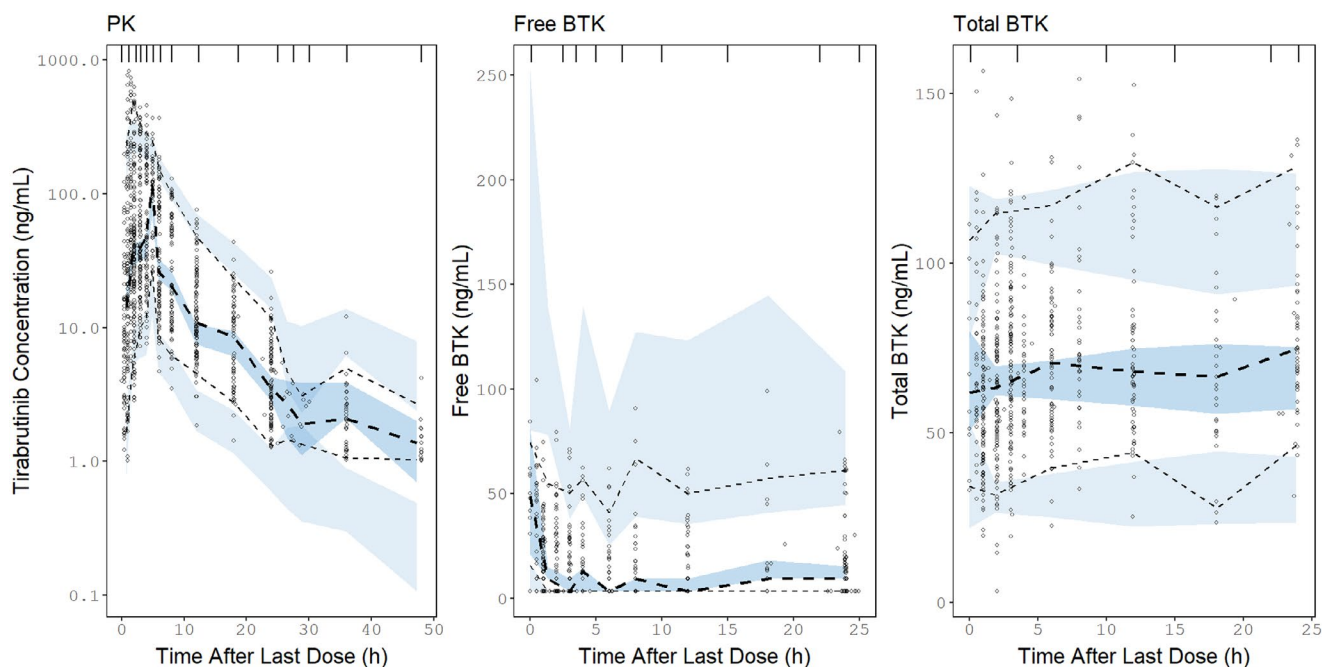 PK
Tirabrutinib Concentration (ng/mL)
1000.0
100.0
10.0
1.0
0.1
0 10 20 30 40 50
Time After Last Dose (h)
Free BTK
Free BTK (ng/mL)
250
200
150
100
50
0
0 5 10 15 20 25
Time After Last Dose (h)
Total BTK
Total BTK (ng/mL)
150
100
50
0
0 5 10 15 20 25
Time After Last Dose (h)